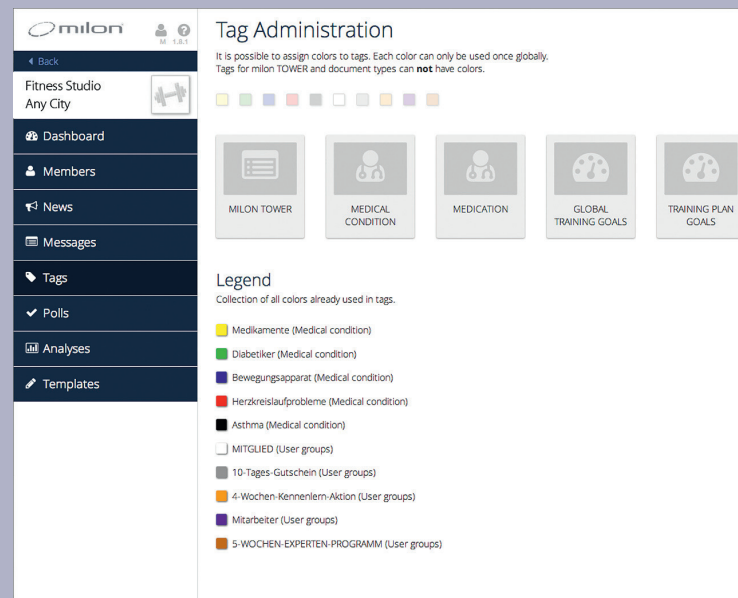 milon
M 1.8.1
Back
Fitness Studio
Any City
Dashboard
Members
News
Messages
Tags
Polls
Analyses
Templates
Tag Administration
It is possible to assign colors to tags. Each color can only be used once globally.
Tags for milon TOWER and document types can not have colors.
MILON TOWER
MEDICAL
CONDITION
MEDICATION
GLOBAL
TRAINING GOALS
TRAINING PLAN
GOALS
Legend
Collection of all colors already used in tags.
Medikamente (Medical condition)
Diabetiker (Medical condition)
Bewegungsapparat (Medical condition)
Herzkreislaufprobleme (Medical condition)
Asthma (Medical condition)
MITGLIED (User groups)
10-Tages-Gutschein (User groups)
4-Wochen-Kennenlern-Aktion (User groups)
Mitarbeiter (User groups)
5-WOCHEN-EXPERTEN-PROGRAMM (User groups)